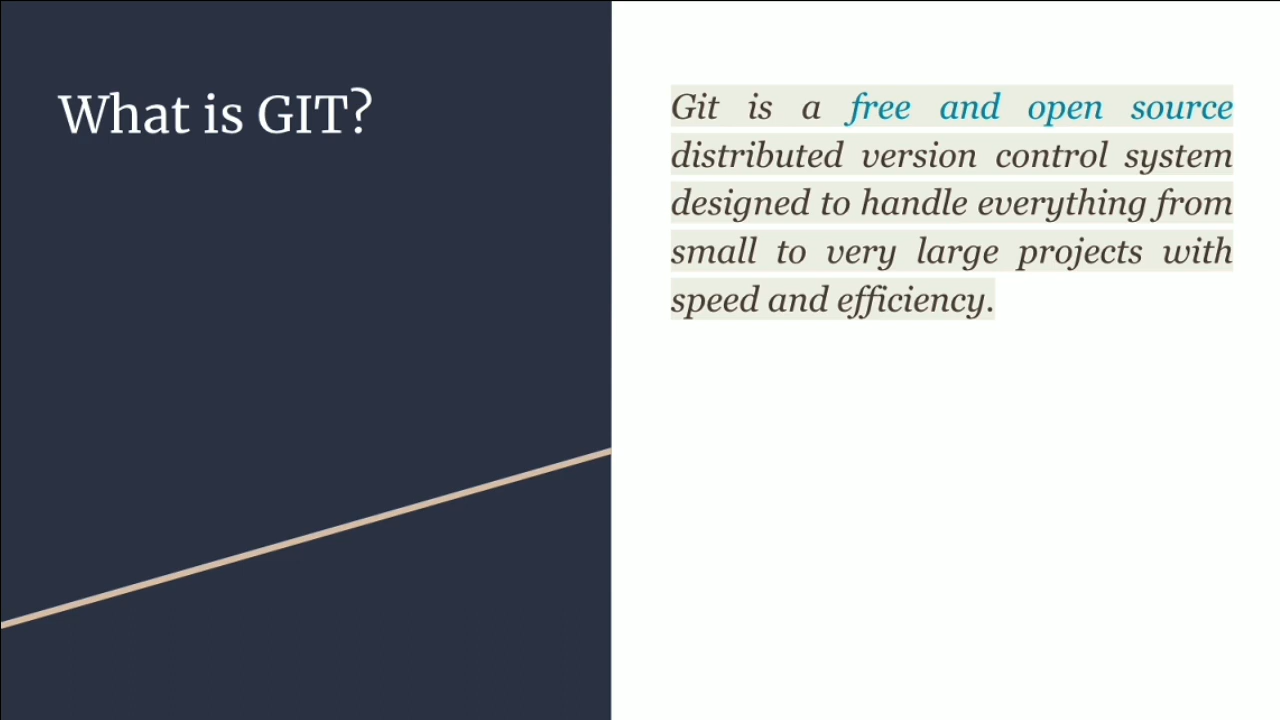 What is GIT?
Git is a free and open source
distributed version control system
designed to handle everything from
small to very large projects with
speed and efficiency.